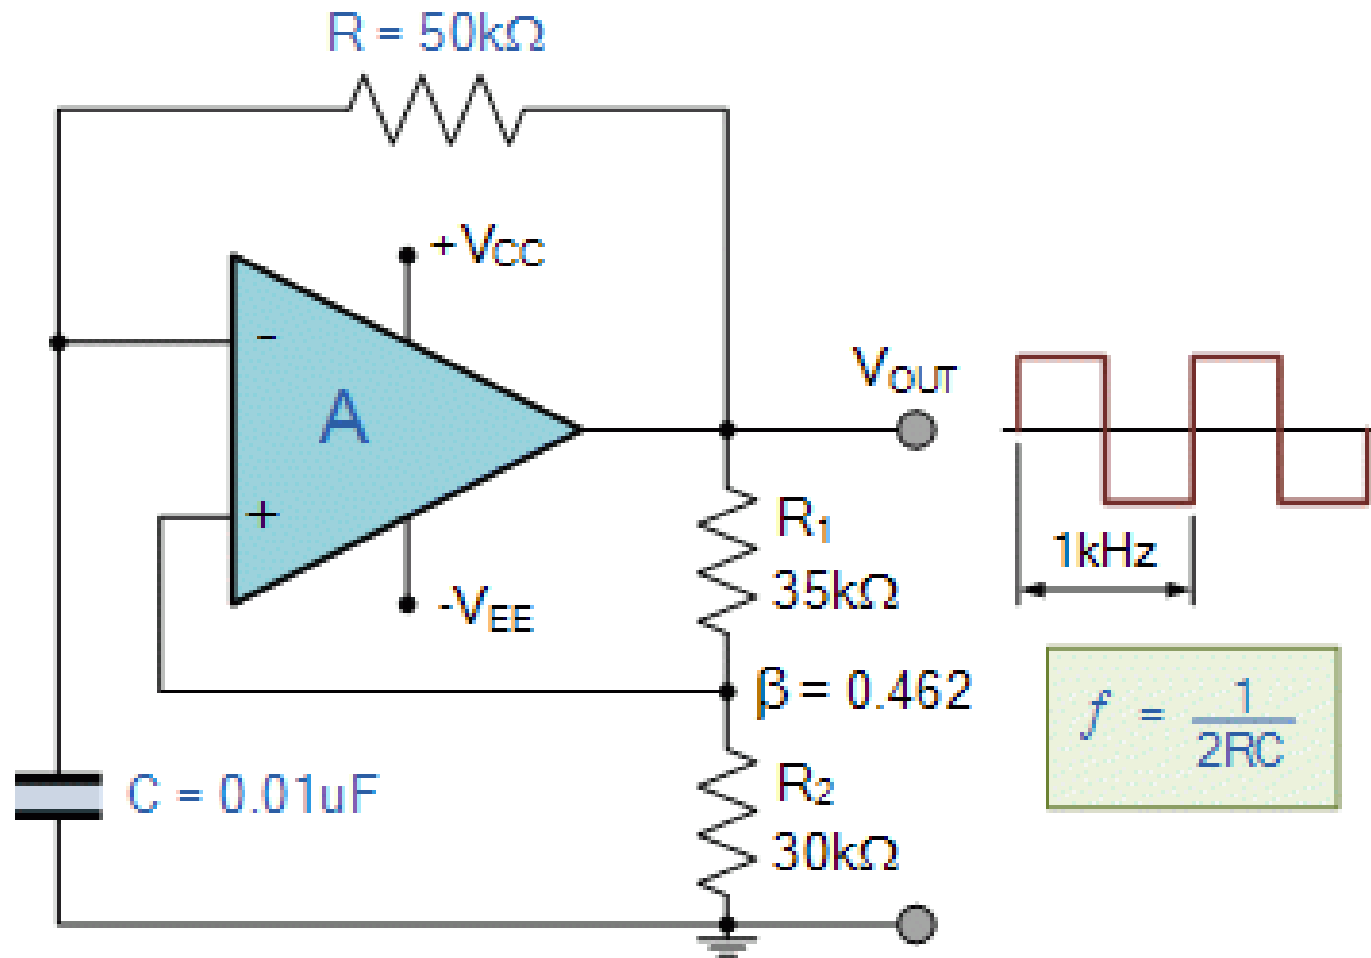 R = 50kΩ
+VCC
-
A
+
-VEE
VOUT
1kHz
R1
35kΩ
β = 0.462
R2
30kΩ
C = 0.01uF
f = 1/2RC